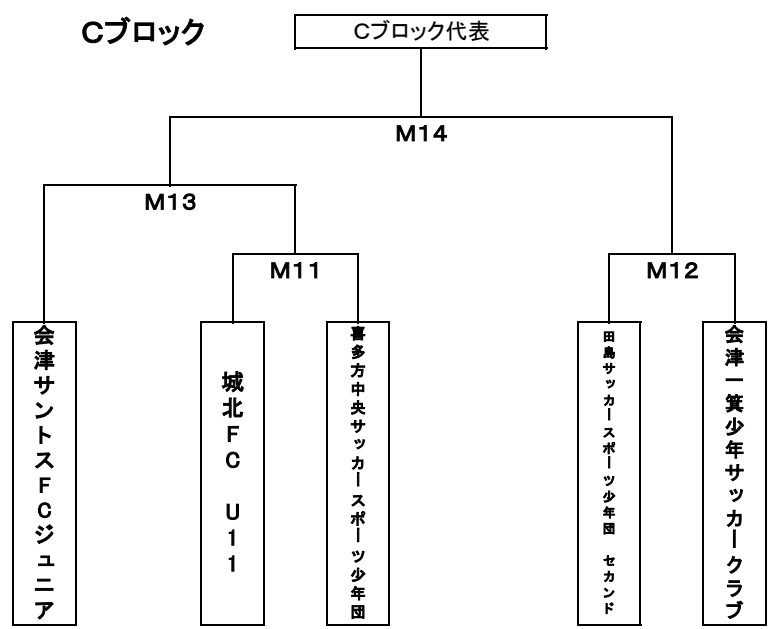 Cブロック
Cブロック代表
M14
M13
M11
M12
会津サントスFCジュニア
城北FC U11
喜多方中央サッカースポーツ少年団
田島サッカースポーツ少年団 セカンド
会津一箕少年サッカークラブ